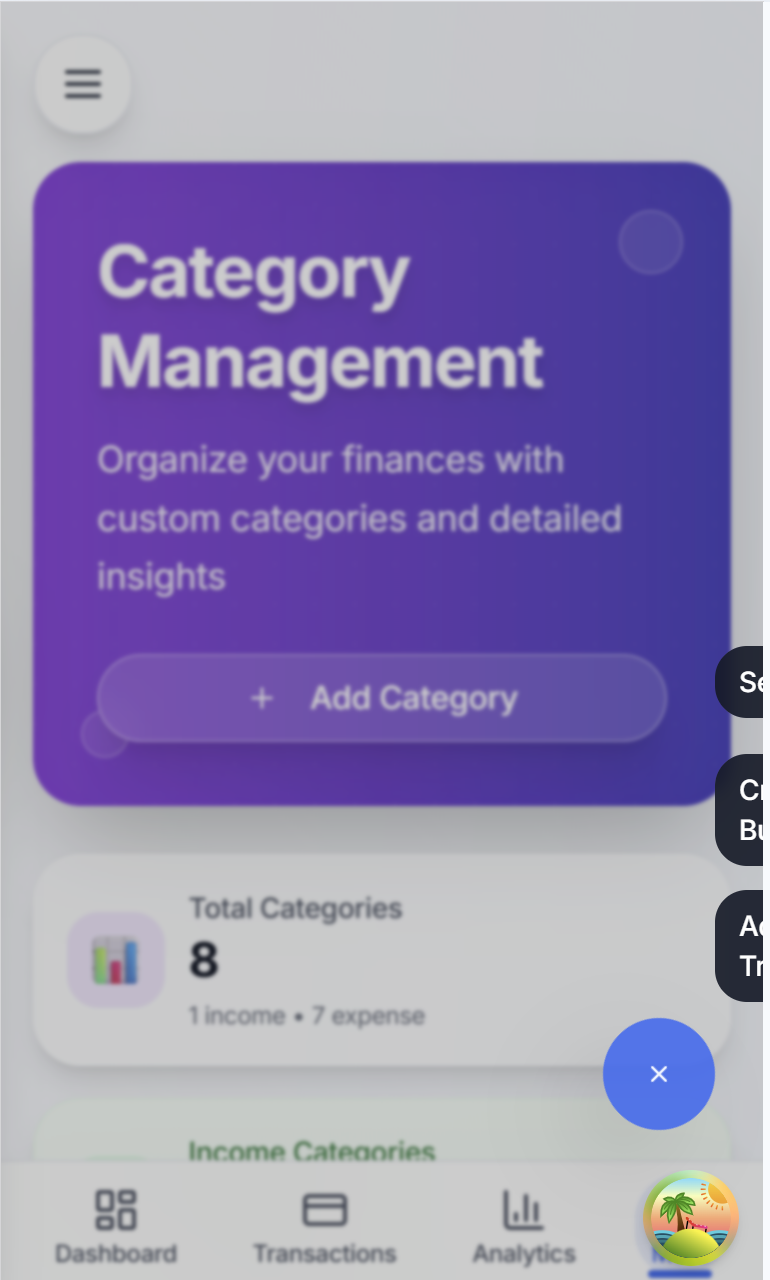 Category
Management
Organize your finances with
custom categories and detailed
insights
+ Add Category
Se
Cr
Bu
Total Categories
8
1 income • 7 expense
Ad
Tr
×
Income Categories
Dashboard
Transactions
Analytics